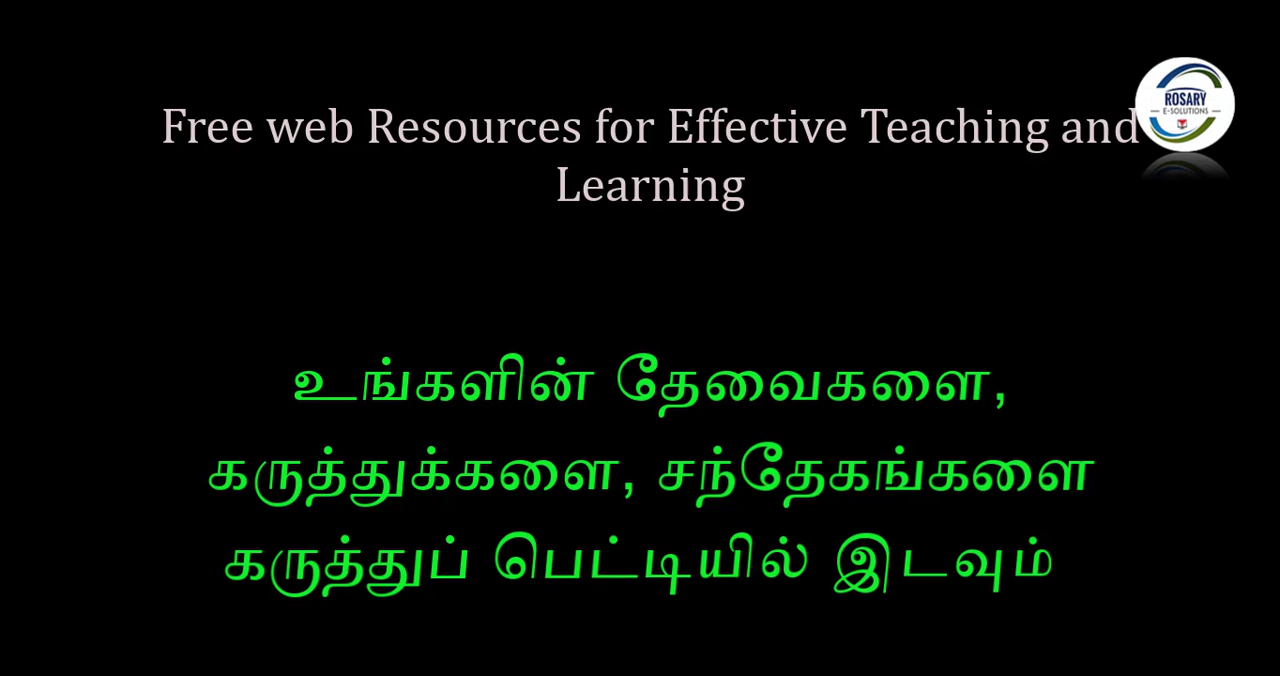 Free web Resources for Effective Teaching and
Learning
ROSARY
E-SOLUTIONS
உங்களின் தேவைகளை,
கருத்துக்களை, சந்தேகங்களை
கருத்துப் பெட்டியில் இடவும்